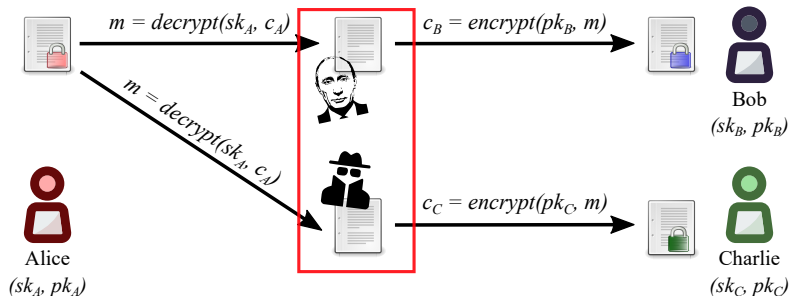 m = decrypt(sk_A, c_A)
c_B = encrypt(pk_B, m)
m = decrypt(sk_A, c_A)
Bob
(sk_B, pk_B)
c_C = encrypt(pk_C, m)
Alice
(sk_A, pk_A)
Charlie
(sk_C, pk_C)